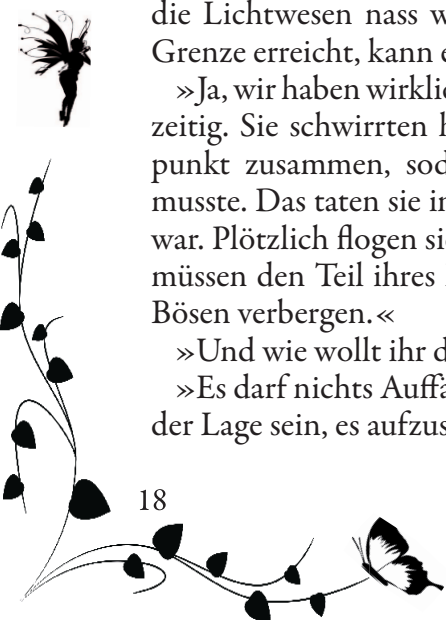 die Lichtwesen nass w
Grenze erreicht, kann e
»Ja, wir haben wirklic
zeitig. Sie schwirrten h
punkt zusammen, sod
musste. Das taten sie in
war. Plötzlich flogen sie
müssen den Teil ihres
Bösen verbergen.«
»Und wie wollt ihr d
»Es darf nichts Auffä
der Lage sein, es aufzus
18